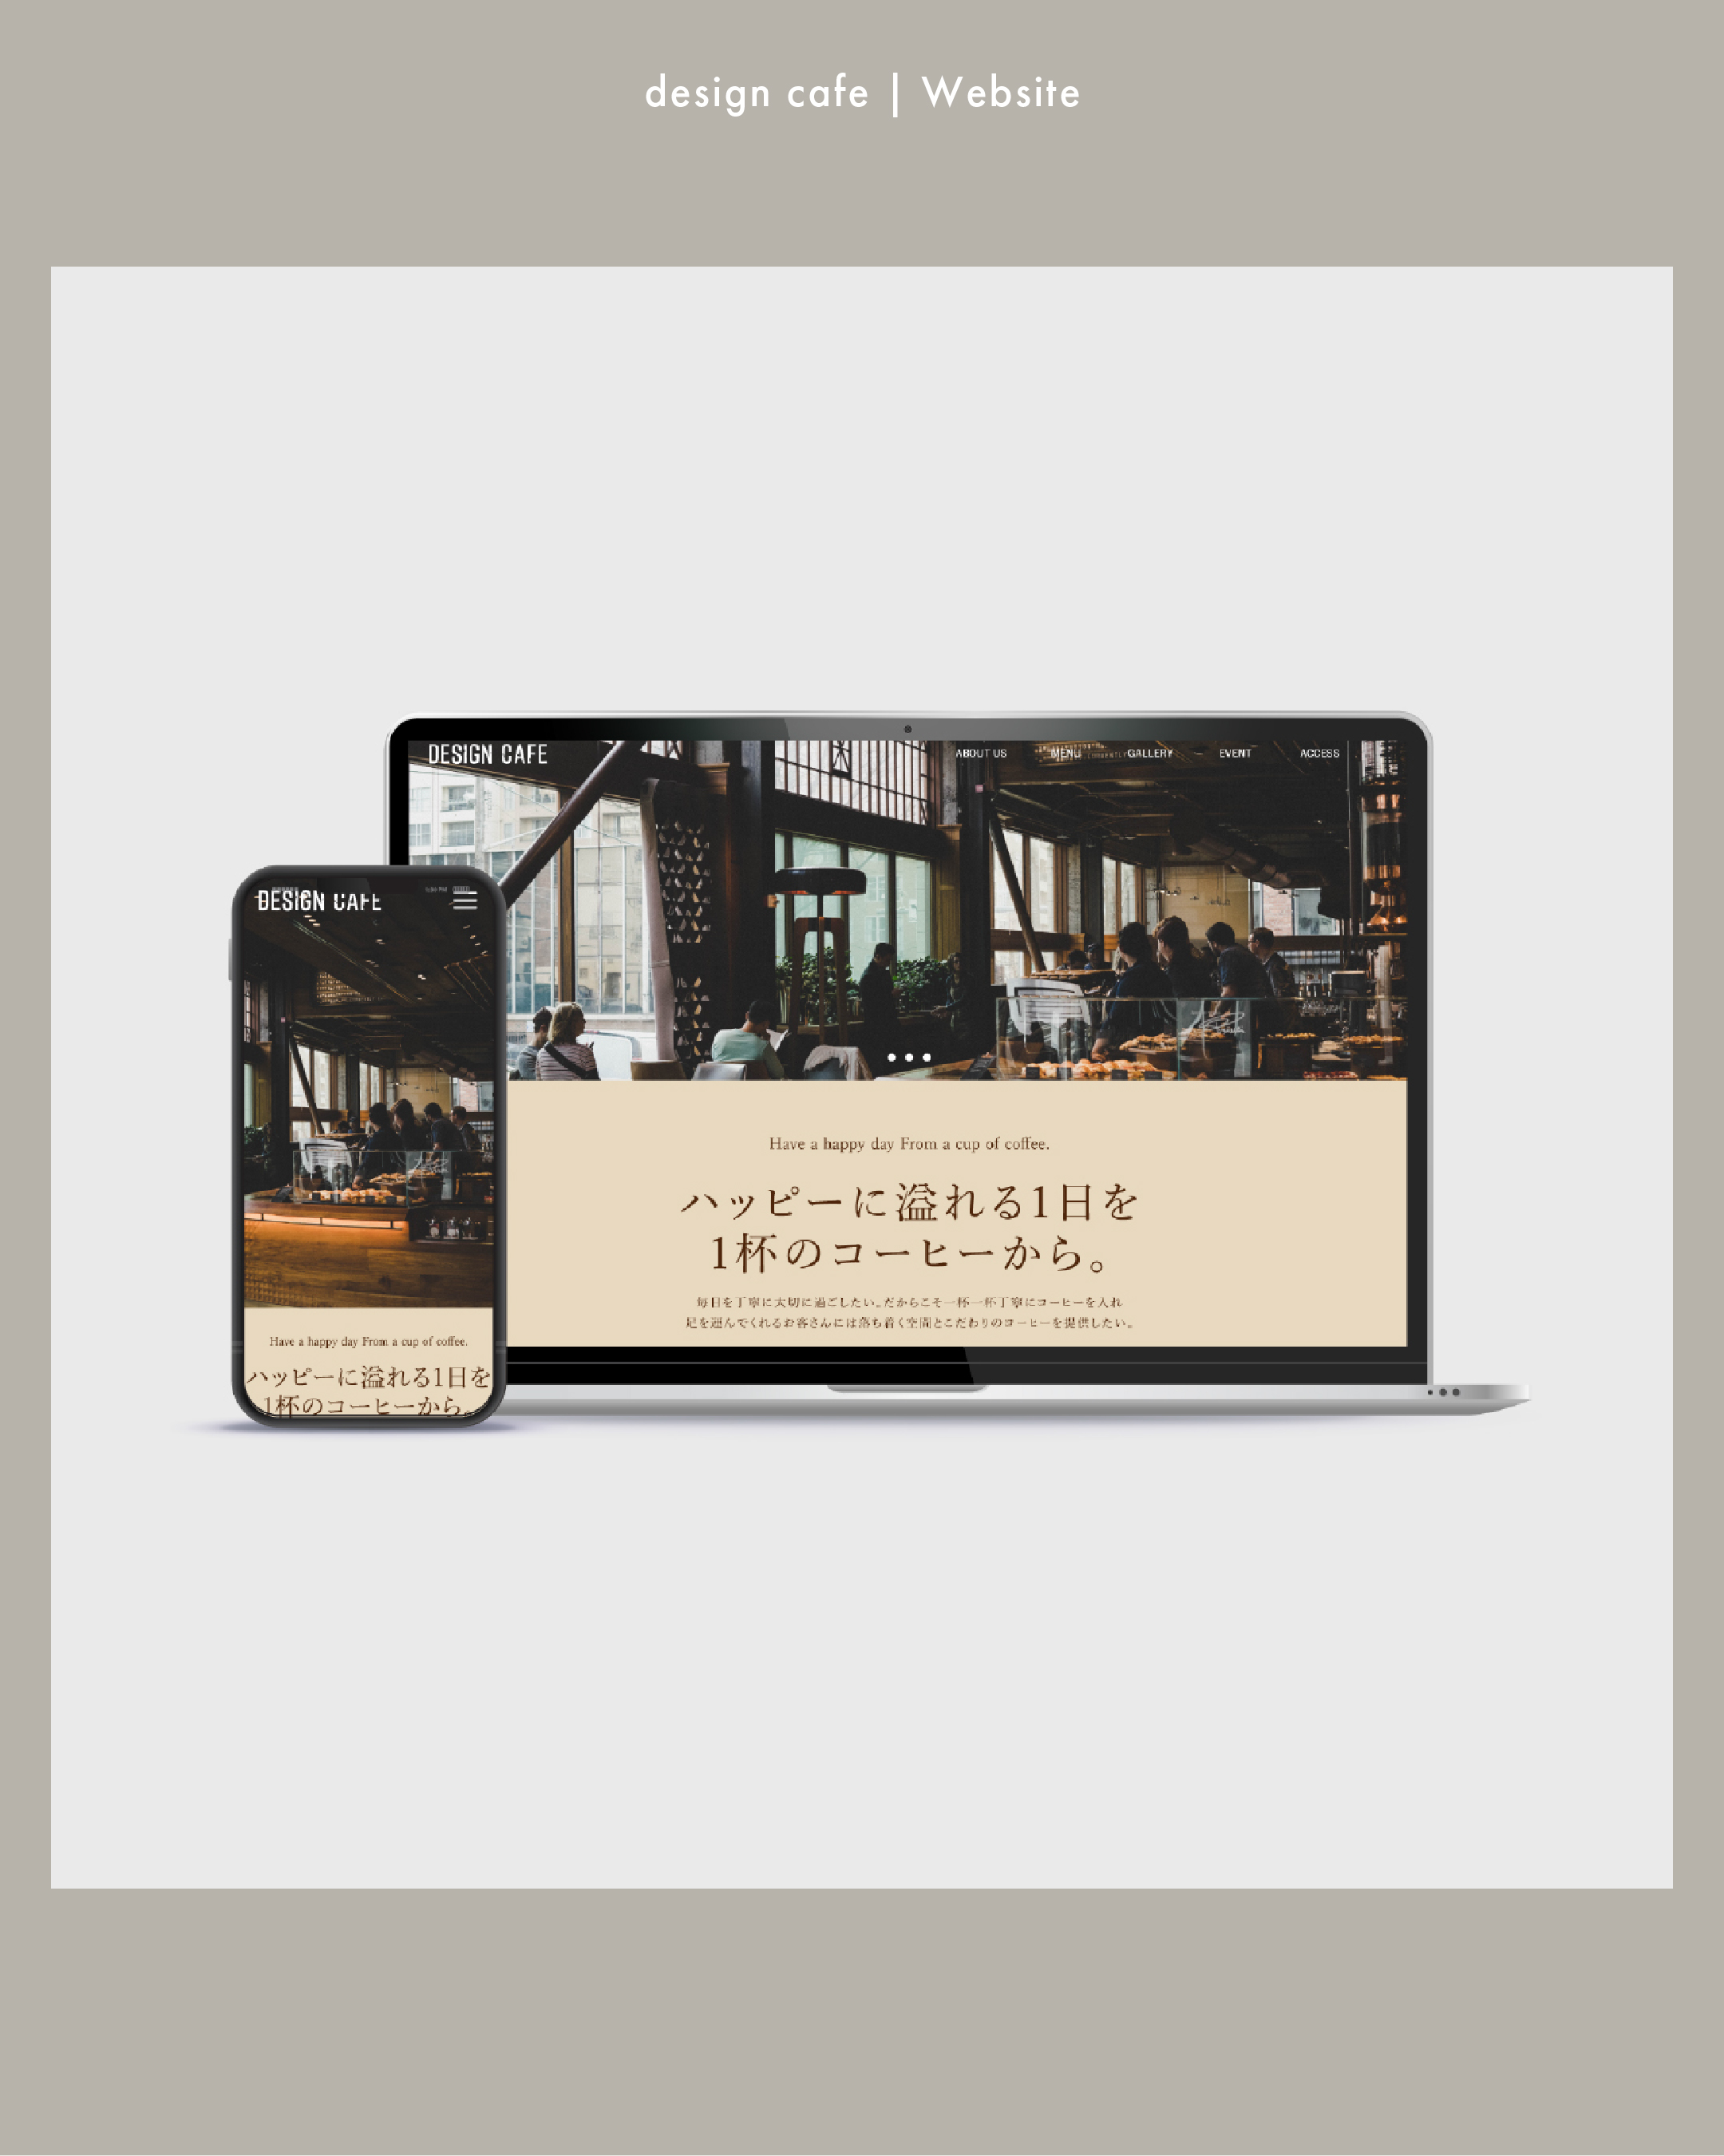 design cafe | Website
DESIGN CAFE
ABOUT US
MENU
GALLERY
EVENT
ACCESS
Have a happy day From a cup of coffee.
ハッピーに溢れる1日を
1杯のコーヒーから。
毎日を丁寧に大切に過ごしたい。だからこそ一杯一杯丁寧にコーヒーを入れ
足を運んでくれるお客さんには落ち着く空間とこだわりのコーヒーを提供したい。
DESIGN CAFE
Have a happy day From a cup of coffee.
ハッピーに溢れる1日を
1杯のコーヒーから。